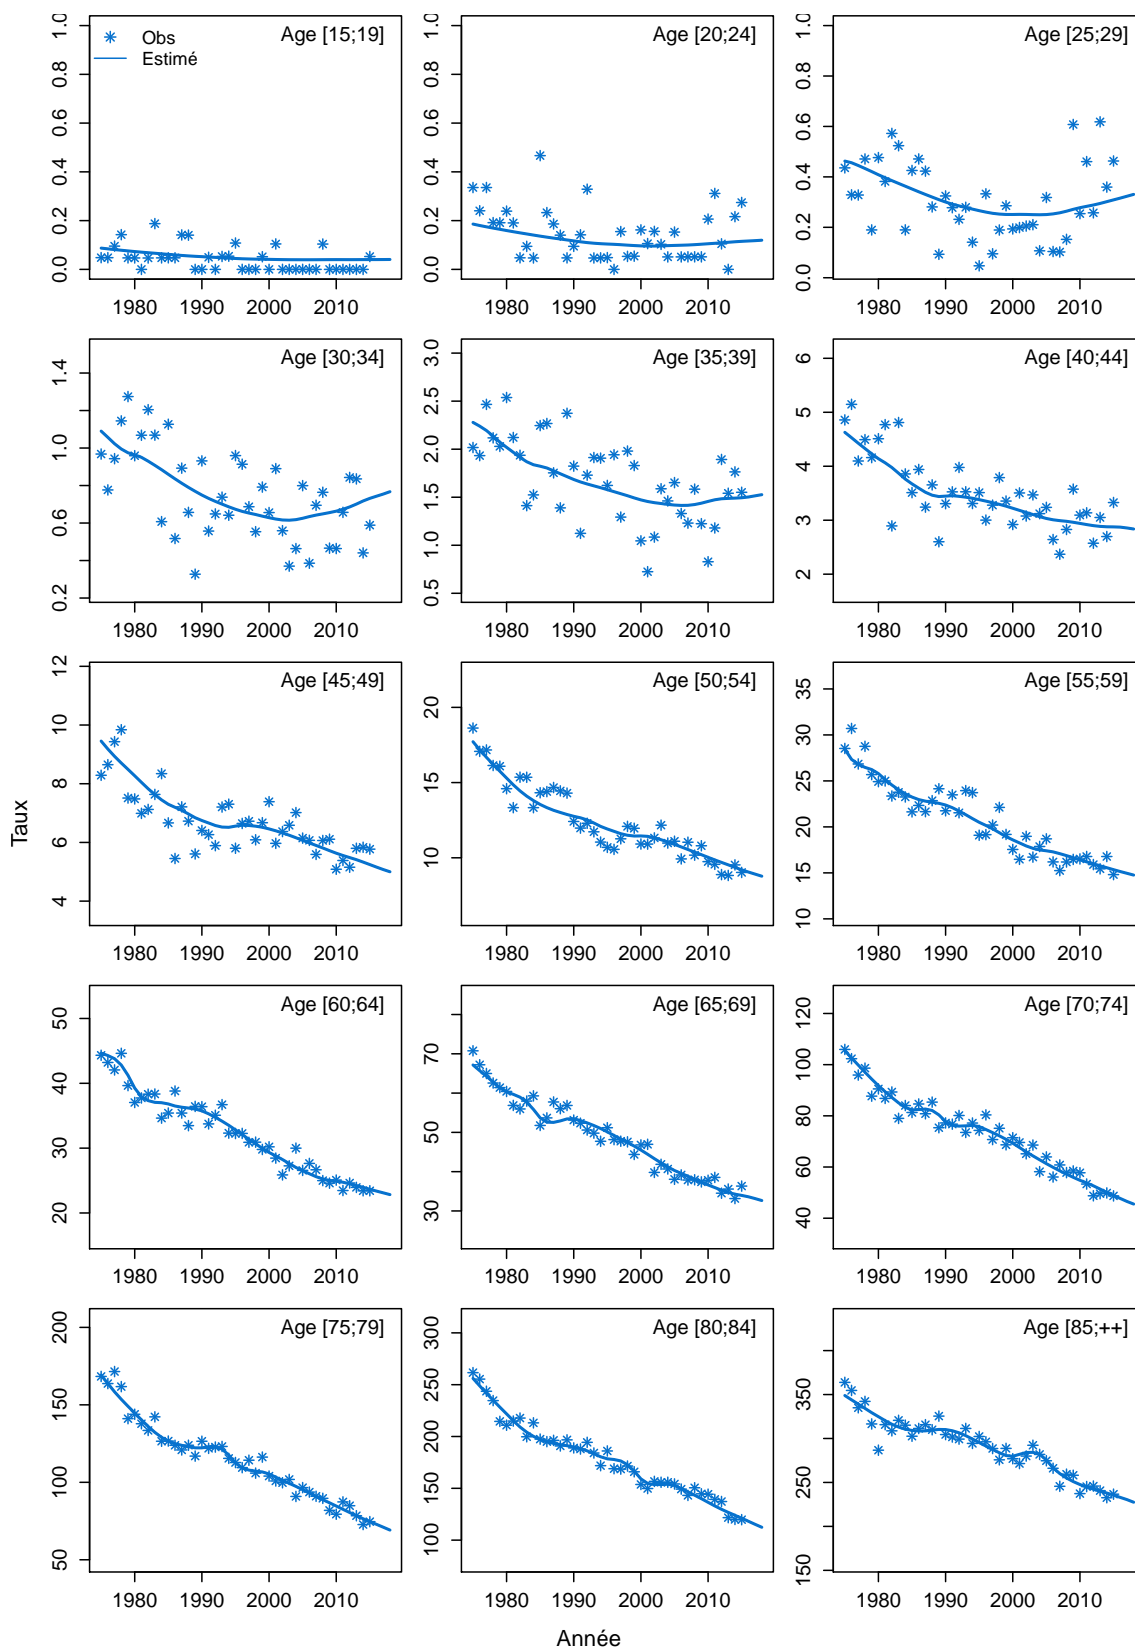 Obs
Estimé
Age [15;19]
0.0 0.2 0.4 0.6 0.8 1.0
1980 1990 2000 2010
Age [20;24]
0.0 0.2 0.4 0.6 0.8 1.0
1980 1990 2000 2010
Age [25;29]
0.0 0.2 0.4 0.6 0.8 1.0
1980 1990 2000 2010
Age [30;34]
0.2 0.6 1.0 1.4
1980 1990 2000 2010
Age [35;39]
0.5 1.0 1.5 2.0 2.5 3.0
1980 1990 2000 2010
Age [40;44]
2 3 4 5 6
1980 1990 2000 2010
Taux
Age [45;49]
4 6 8 10 12
1980 1990 2000 2010
Age [50;54]
10 15 20
1980 1990 2000 2010
Age [55;59]
10 15 20 25 30 35
1980 1990 2000 2010
Age [60;64]
20 30 40 50
1980 1990 2000 2010
Age [65;69]
30 50 70
1980 1990 2000 2010
Age [70;74]
40 60 80 100 120
1980 1990 2000 2010
Age [75;79]
50 100 150 200
1980 1990 2000 2010
Age [80;84]
100 150 200 250 300
1980 1990 2000 2010
Age [85;++]
150 250 350
1980 1990 2000 2010
Année